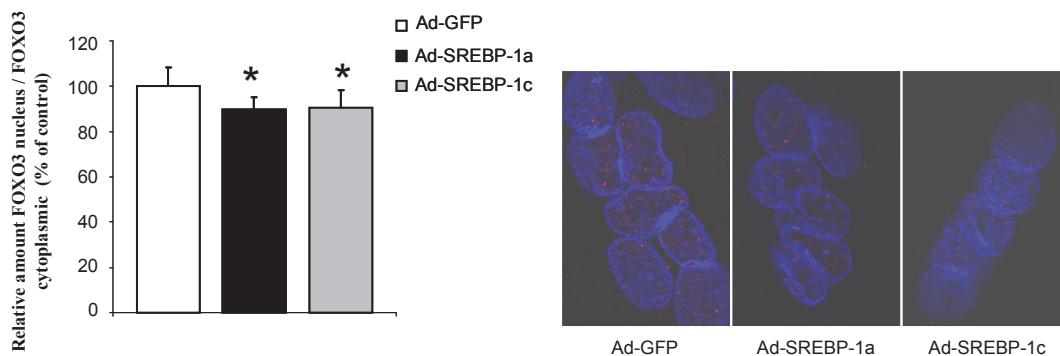 Relative amount FOXO3 nucleus / FOXO3
cytoplasmic (% of control)
120
100
80
60
40
20
0
*
*
Ad-GFP
Ad-SREBP-1a
Ad-SREBP-1c
Ad-GFP
Ad-SREBP-1a
Ad-SREBP-1c